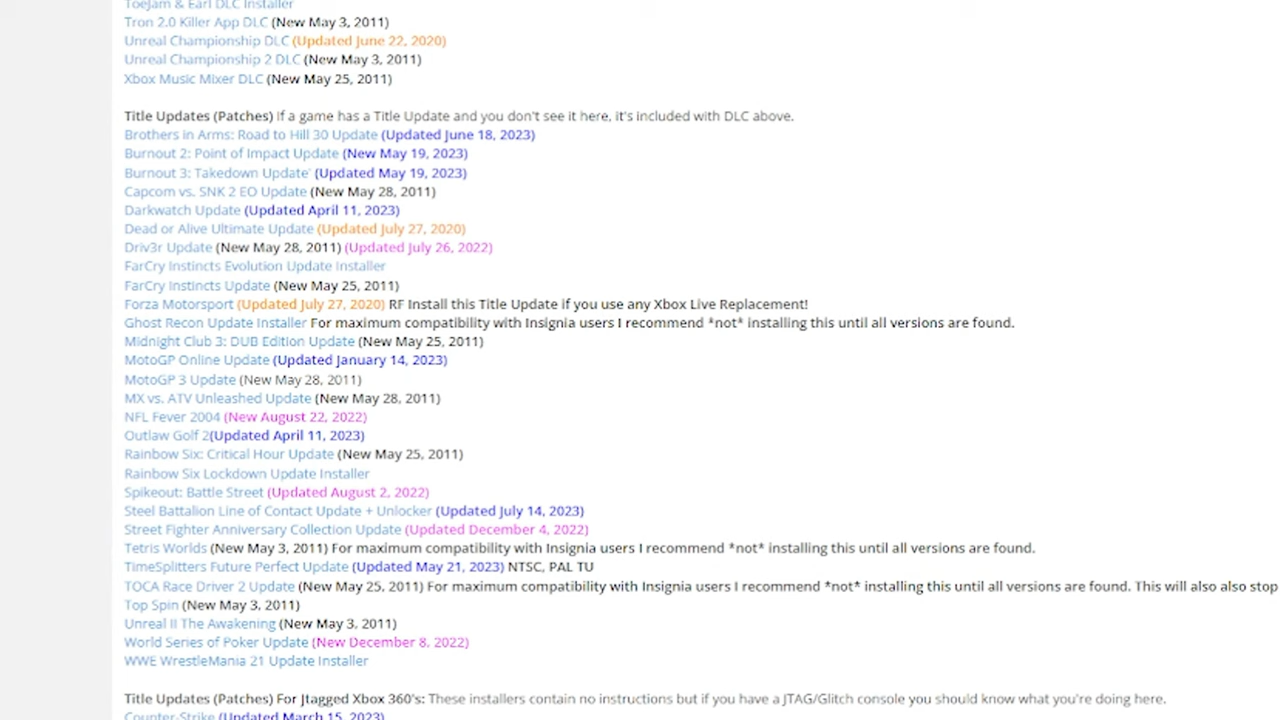 ToeJam & Earl DLC Installer
Tron 2.0 Killer App DLC (New May 3, 2011)
Unreal Championship DLC (Updated June 22, 2020)
Unreal Championship 2 DLC (New May 3, 2011)
Xbox Music Mixer DLC (New May 25, 2011)
Title Updates (Patches) If a game has a Title Update and you don't see it here, it's included with DLC above.
Brothers in Arms: Road to Hill 30 Update (Updated June 18, 2023)
Burnout 2: Point of Impact Update (New May 19, 2023)
Burnout 3: Takedown Update' (Updated May 19, 2023)
Capcom vs. SNK 2 EO Update (New May 28, 2011)
Darkwatch Update (Updated April 11, 2023)
Dead or Alive Ultimate Update (Updated July 27, 2020)
Driv3r Update (New May 28, 2011) (Updated July 26, 2022)
FarCry Instincts Evolution Update Installer
FarCry Instincts Update (New May 25, 2011)
Forza Motorsport (Updated July 27, 2020) RF Install this Title Update if you use any Xbox Live Replacement!
Ghost Recon Update Installer For maximum compatibility with Insignia users I recommend *not* installing this until all versions are found.
Midnight Club 3: DUB Edition Update (New May 25, 2011)
MotoGP Online Update (Updated January 14, 2023)
MotoGP 3 Update (New May 28, 2011)
MX vs. ATV Unleashed Update (New May 28, 2011)
NFL Fever 2004 (New August 22, 2022)
Outlaw Golf 2(Updated April 11, 2023)
Rainbow Six: Critical Hour Update (New May 25, 2011)
Rainbow Six Lockdown Update Installer
Spikeout: Battle Street (Updated August 2, 2022)
Steel Battalion Line of Contact Update + Unlocker (Updated July 14, 2023)
Street Fighter Anniversary Collection Update (Updated December 4, 2022)
Tetris Worlds (New May 3, 2011) For maximum compatibility with Insignia users I recommend *not* installing this until all versions are found.
TimeSplitters Future Perfect Update (Updated May 21, 2023) NTSC, PAL TU
TOCA Race Driver 2 Update (New May 25, 2011) For maximum compatibility with Insignia users I recommend *not* installing this until all versions are found. This will also also stop
Top Spin (New May 3, 2011)
Unreal II The Awakening (New May 3, 2011)
World Series of Poker Update (New December 8, 2022)
WWE WrestleMania 21 Update Installer
Title Updates (Patches) For Jtagged Xbox 360's: These installers contain no instructions but if you have a JTAG/Glitch console you should know what you're doing here.
Counter-Strike (Updated March 15, 2023)